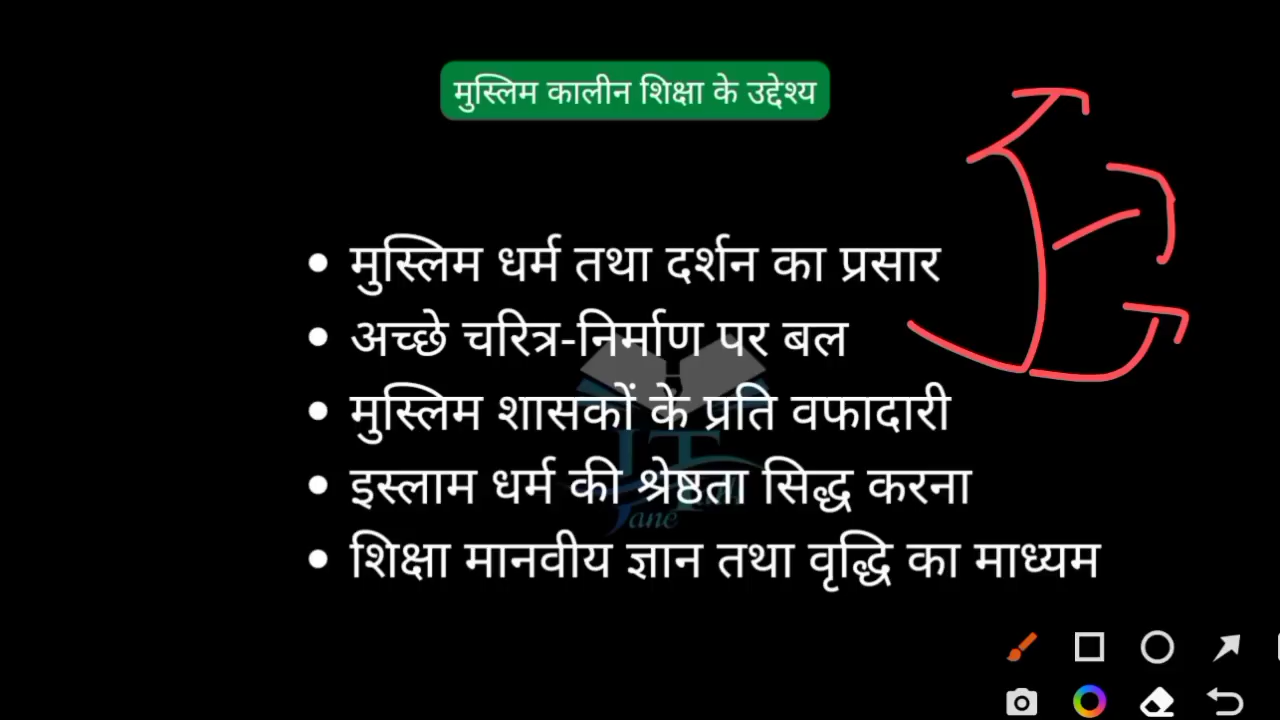 मुस्लिम कालीन शिक्षा के उद्देश्य
• मुस्लिम धर्म तथा दर्शन का प्रसार
• अच्छे चरित्र-निर्माण पर बल
• मुस्लिम शासकों के प्रति वफादारी
• इस्लाम धर्म की श्रेष्ठता सिद्ध करना
• शिक्षा मानवीय ज्ञान तथा वृद्धि का माध्यम